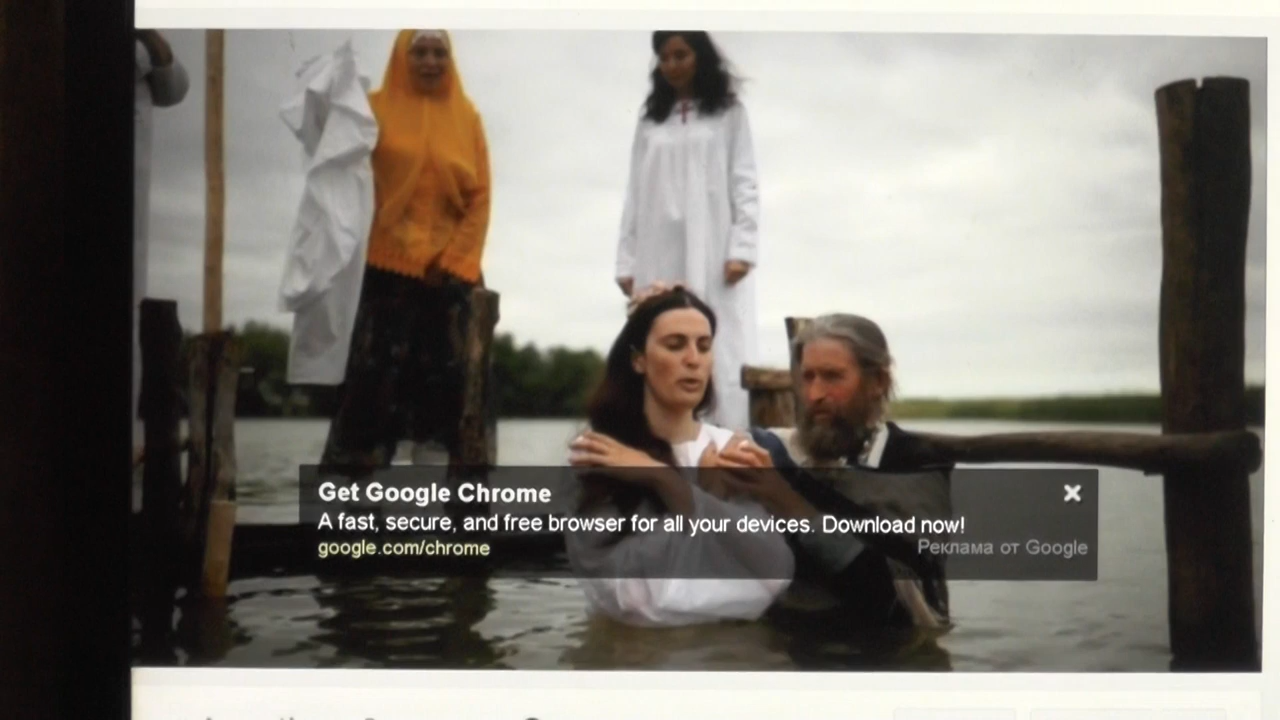 Get Google Chrome
A fast, secure, and free browser for all your devices. Download now!
google.com/chrome
Реклама от Google